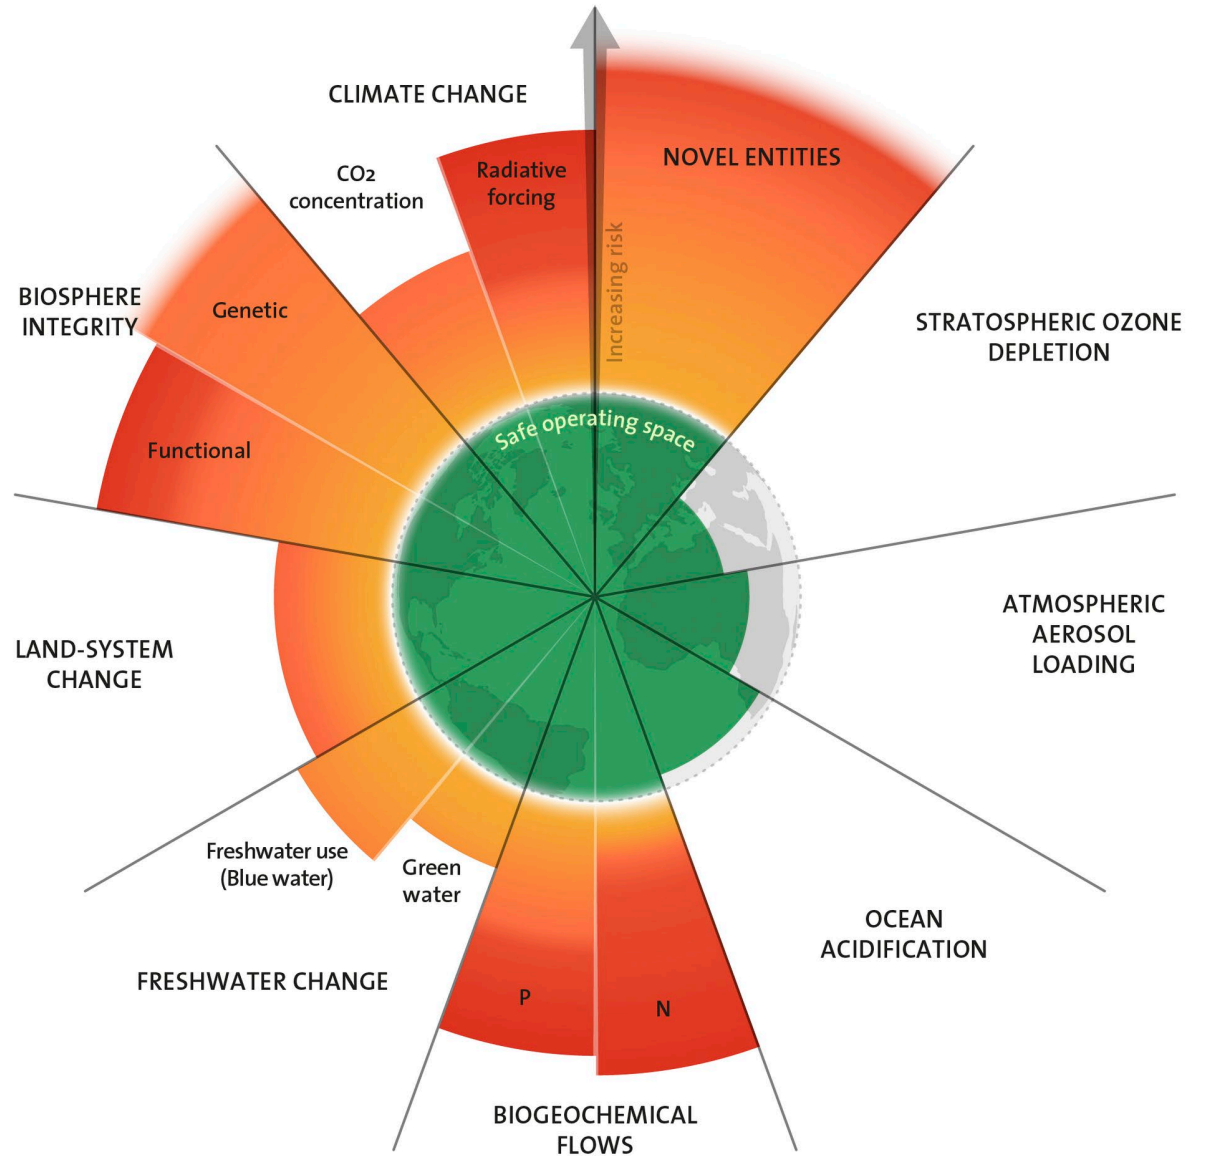 CLIMATE CHANGE
CO2
concentration
Radiative
forcing
NOVEL ENTITIES
Increasing risk
BIOSPHERE
INTEGRITY
Genetic
Functional
STRATOSPHERIC OZONE
DEPLETION
Safe operating space
LAND-SYSTEM
CHANGE
ATMOSPHERIC
AEROSOL
LOADING
Freshwater use
(Blue water)
Green
water
FRESHWATER CHANGE
OCEAN
ACIDIFICATION
P
N
BIOGEOCHEMICAL
FLOWS